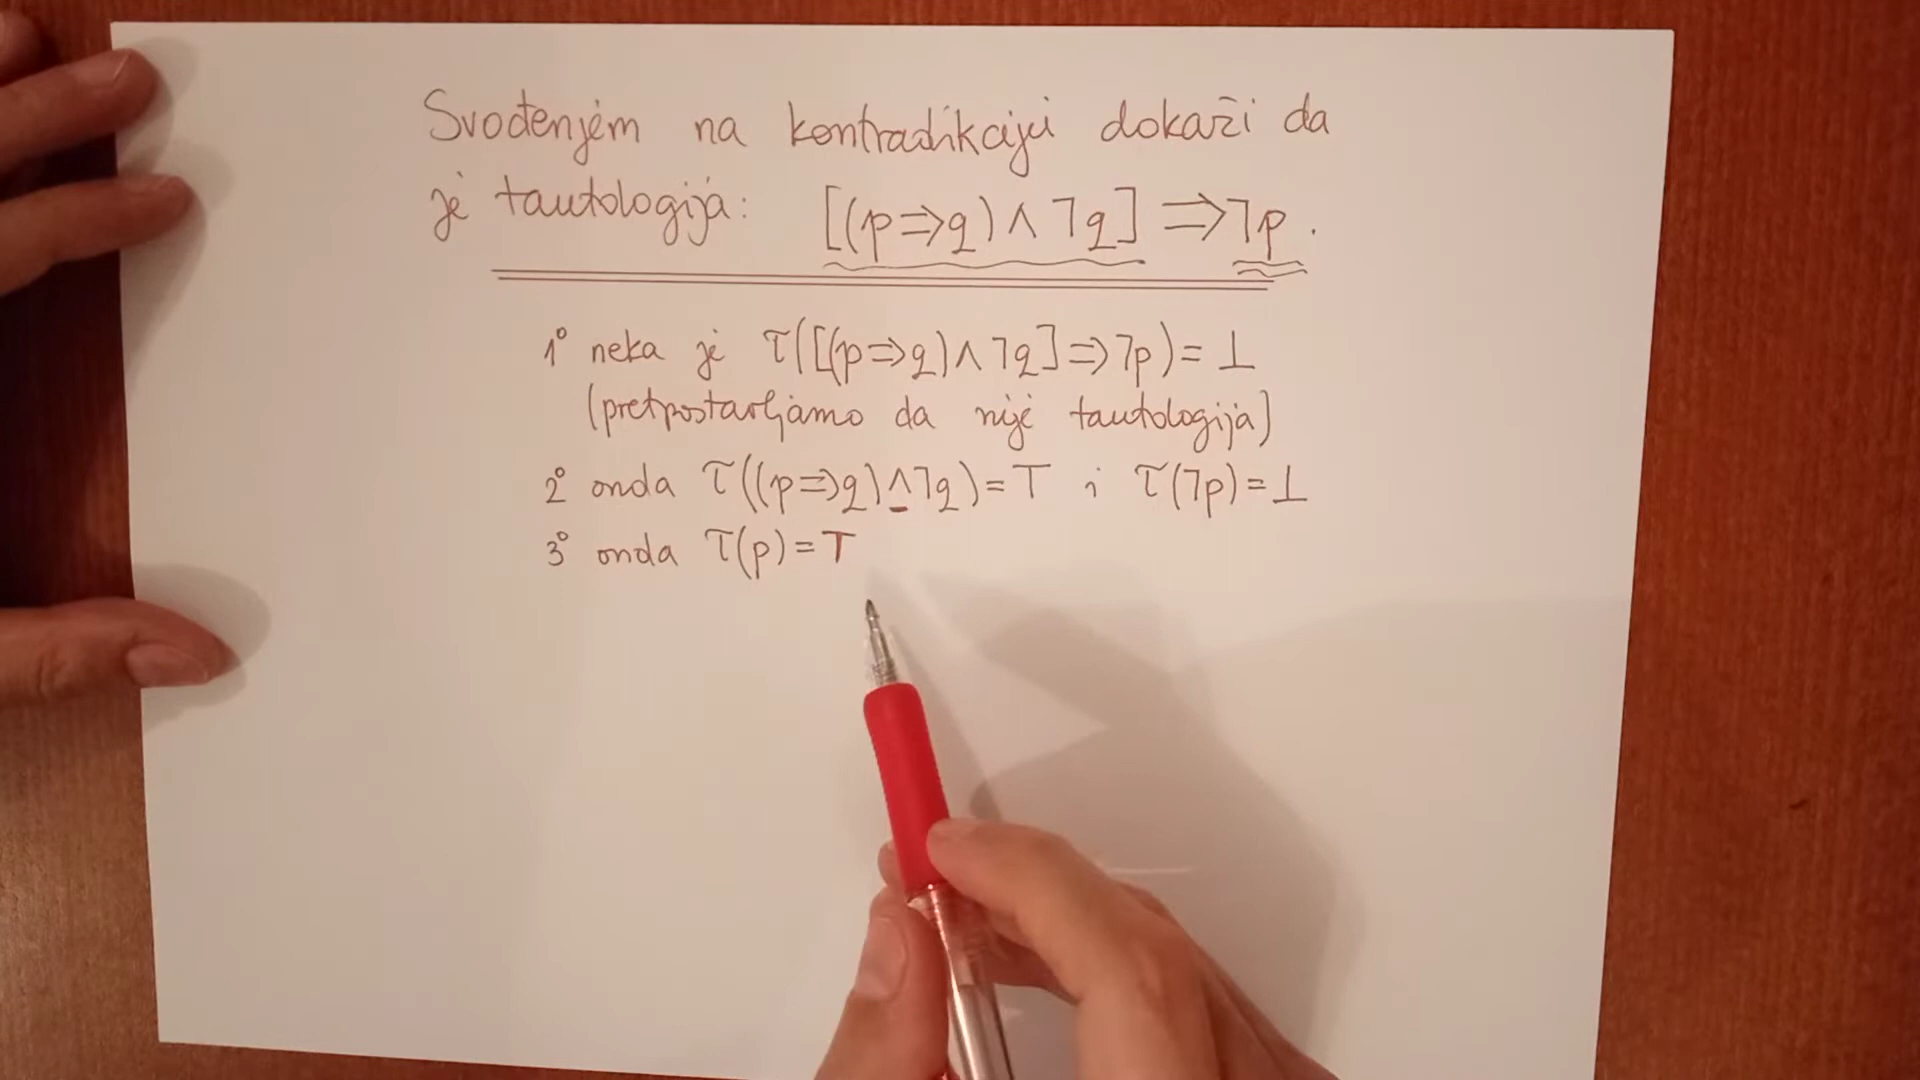 Svođenjem na kontradikciju dokaži da
je tautologija: [(p⇒q)∧¬q]⇒¬p.
1° neka je τ([(p⇒q)∧¬q]⇒¬p)=⊥
(pretpostavljamo da nije tautologija)
2° onda τ((p⇒q)∧¬q)=⊤ i τ(¬p)=⊥
3° onda τ(p)=⊤